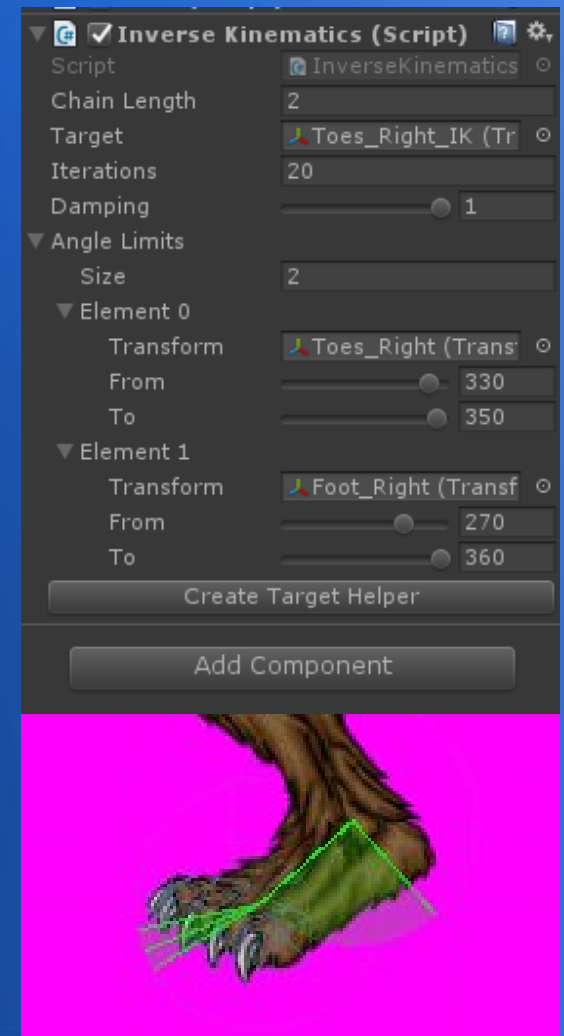 Inverse Kinematics (Script)
Script InverseKinematics
Chain Length 2
Target Toes_Right_IK (Tr
Iterations 20
Damping 1
Angle Limits
Size 2
Element 0
Transform Toes_Right (Trans
From 330
To 350
Element 1
Transform Foot_Right (Transf
From 270
To 360
Create Target Helper
Add Component